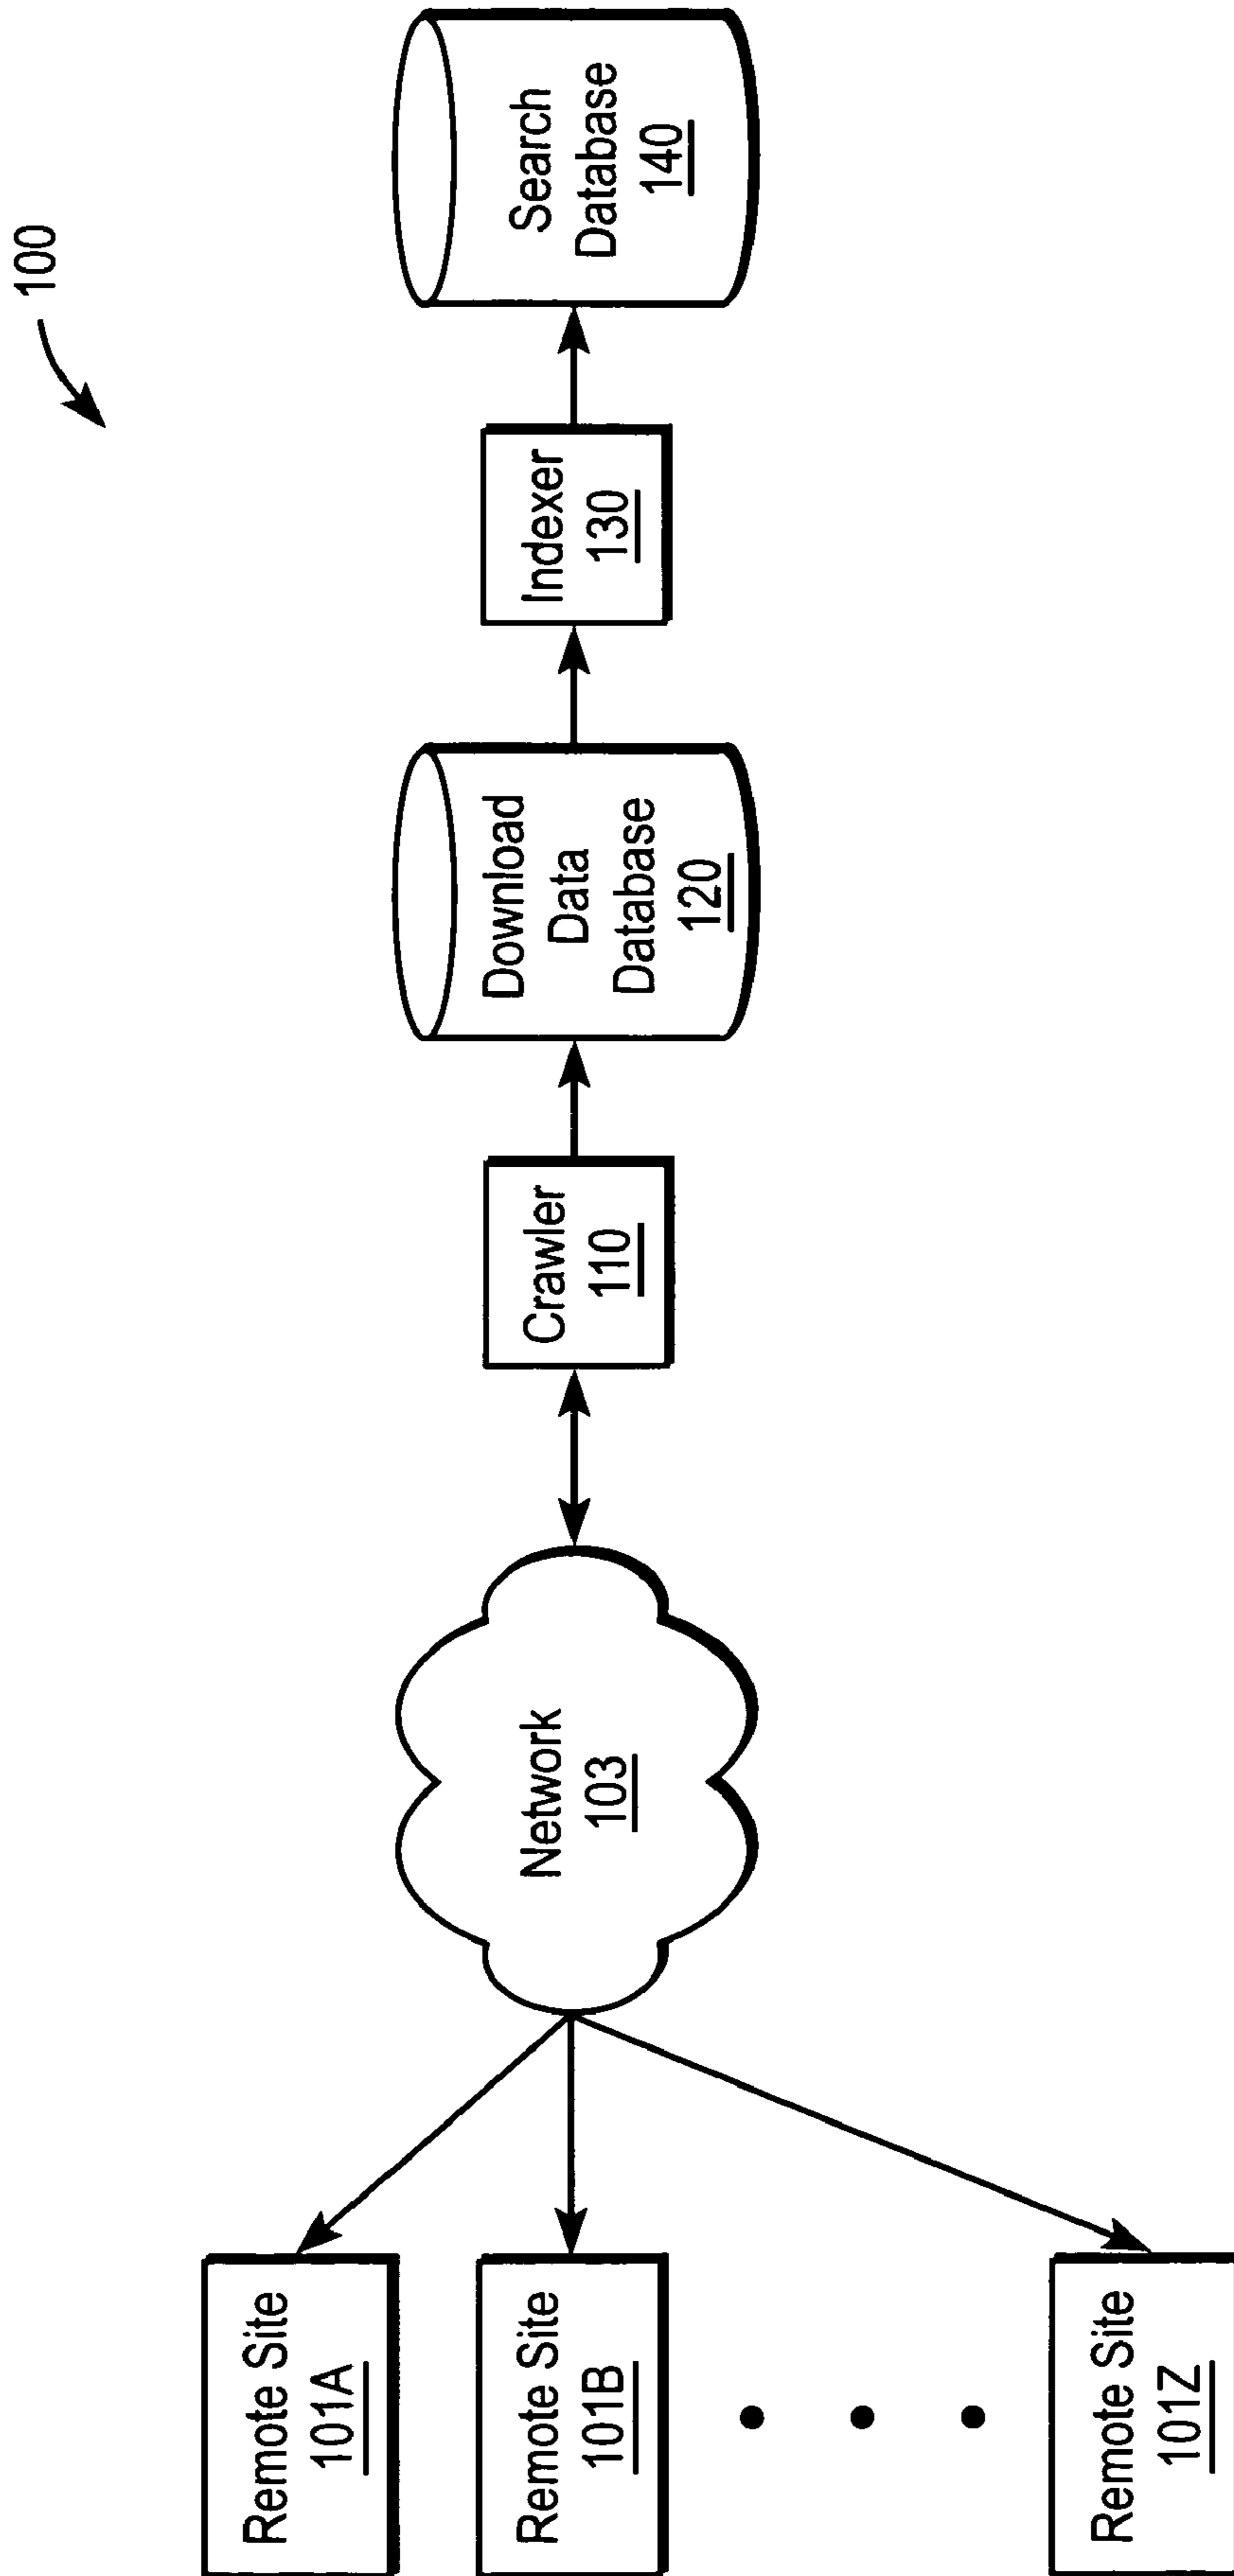 100
Remote Site
101A
Remote Site
101B
Remote Site
101Z
Network
103
Crawler
110
Download
Data
Database
120
Indexer
130
Search
Database
140